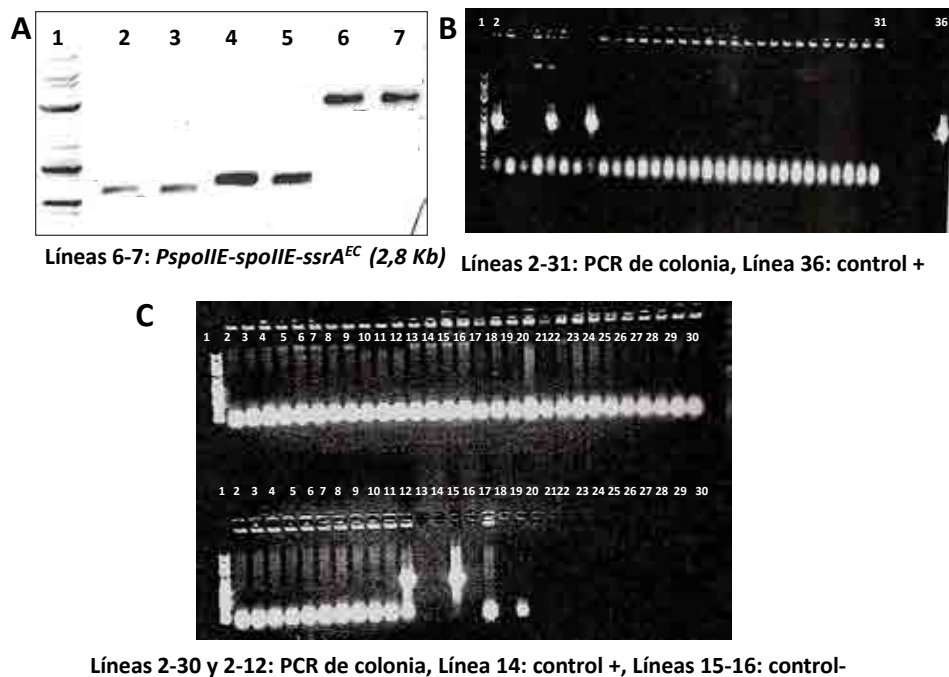 A
1 2 3 4 5 6 7
B
1 2 31 36
Líneas 6-7: PspoIIE-spoIIE-ssrA^EC (2,8 Kb)
Líneas 2-31: PCR de colonia, Línea 36: control +
C
1 2 3 4 5 6 7 8 9 10 11 12 13 14 15 16 17 18 19 20 21 22 23 24 25 26 27 28 29 30
1 2 3 4 5 6 7 8 9 10 11 12 13 14 15 16 17 18 19 20 21 22 23 24 25 26 27 28 29 30
Líneas 2-30 y 2-12: PCR de colonia, Línea 14: control +, Líneas 15-16: control-